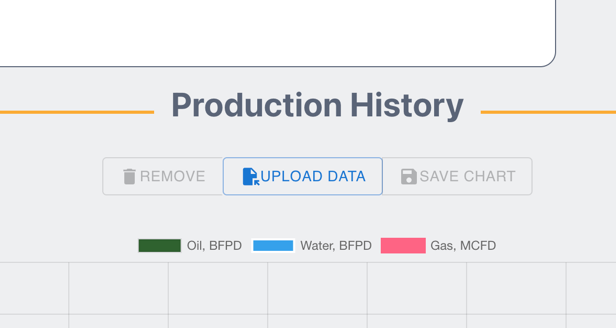 Production History
REMOVE UPLOAD DATA SAVE CHART
Oil, BFPD Water, BFPD Gas, MCFD